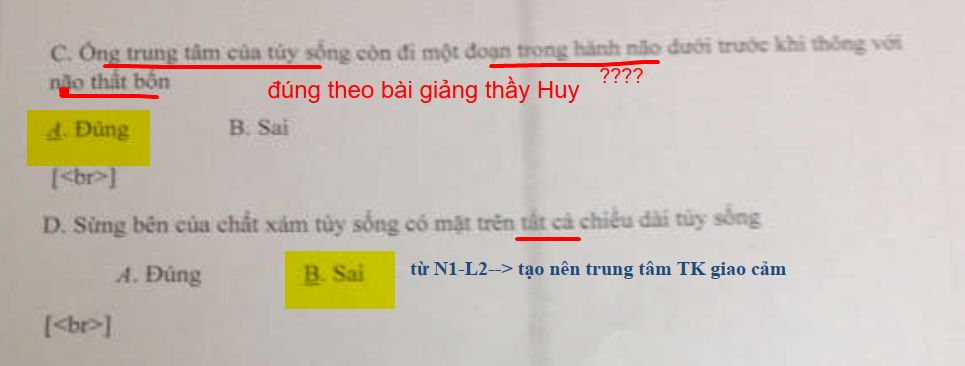 C. Ống trung tâm của tủy sống còn đi một đoạn trong hành não dưới trước khi thông với
não thất bốn
????
đúng theo bài giảng thầy Huy
A. Đúng B. Sai
[<br>]
D. Sừng bên của chất xám tủy sống có mặt trên tất cả chiều dài tủy sống
A. Đúng B. Sai từ N1-L2--> tạo nên trung tâm TK giao cảm
[<br>]